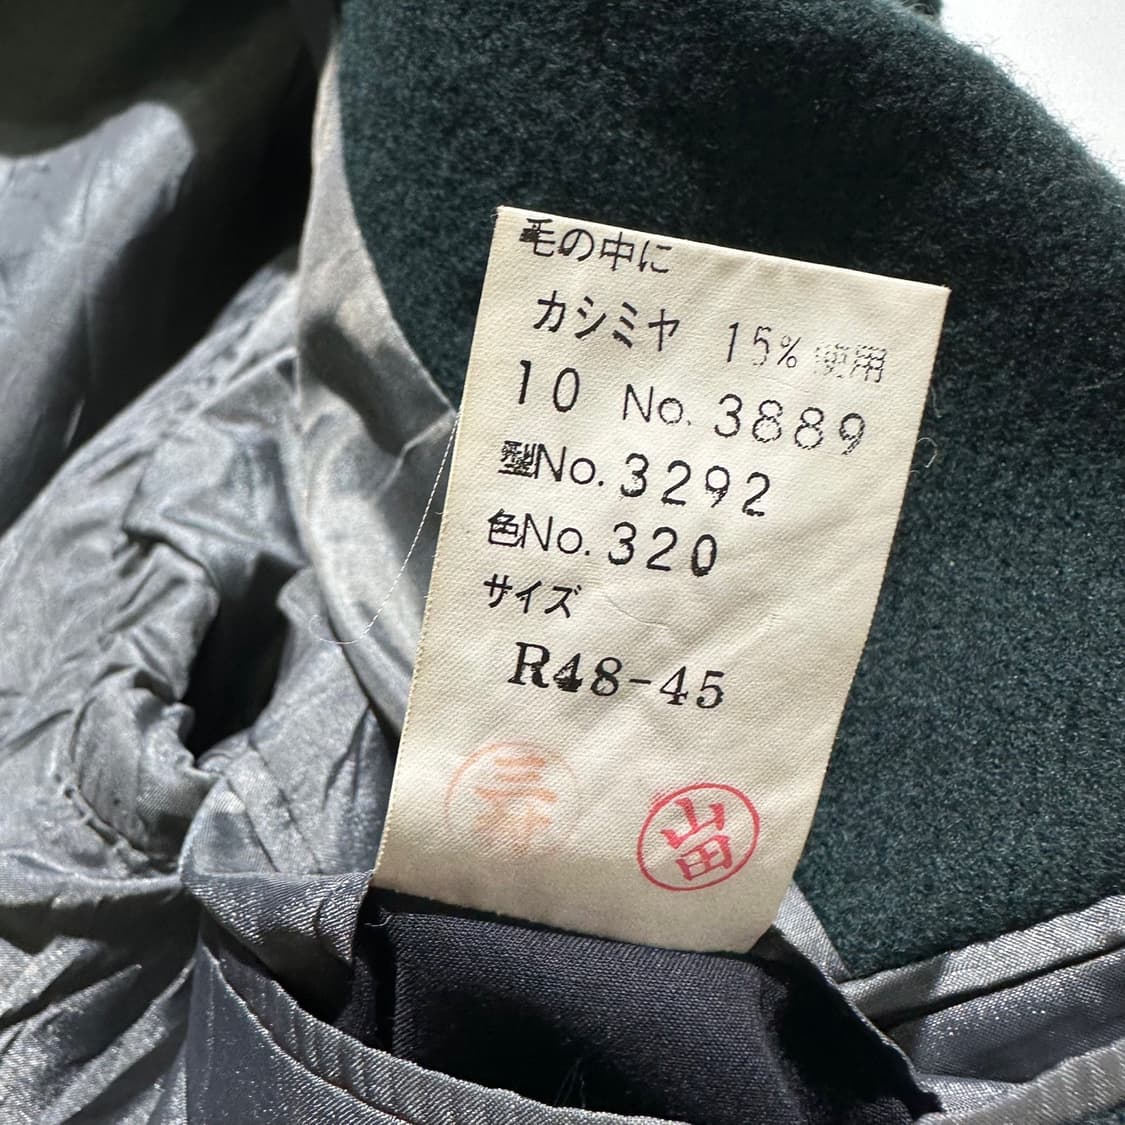 毛の中に
カシミヤ 15% 使用
10 No. 3889
型No. 3292
色No. 320
サイズ
R48-45
山田